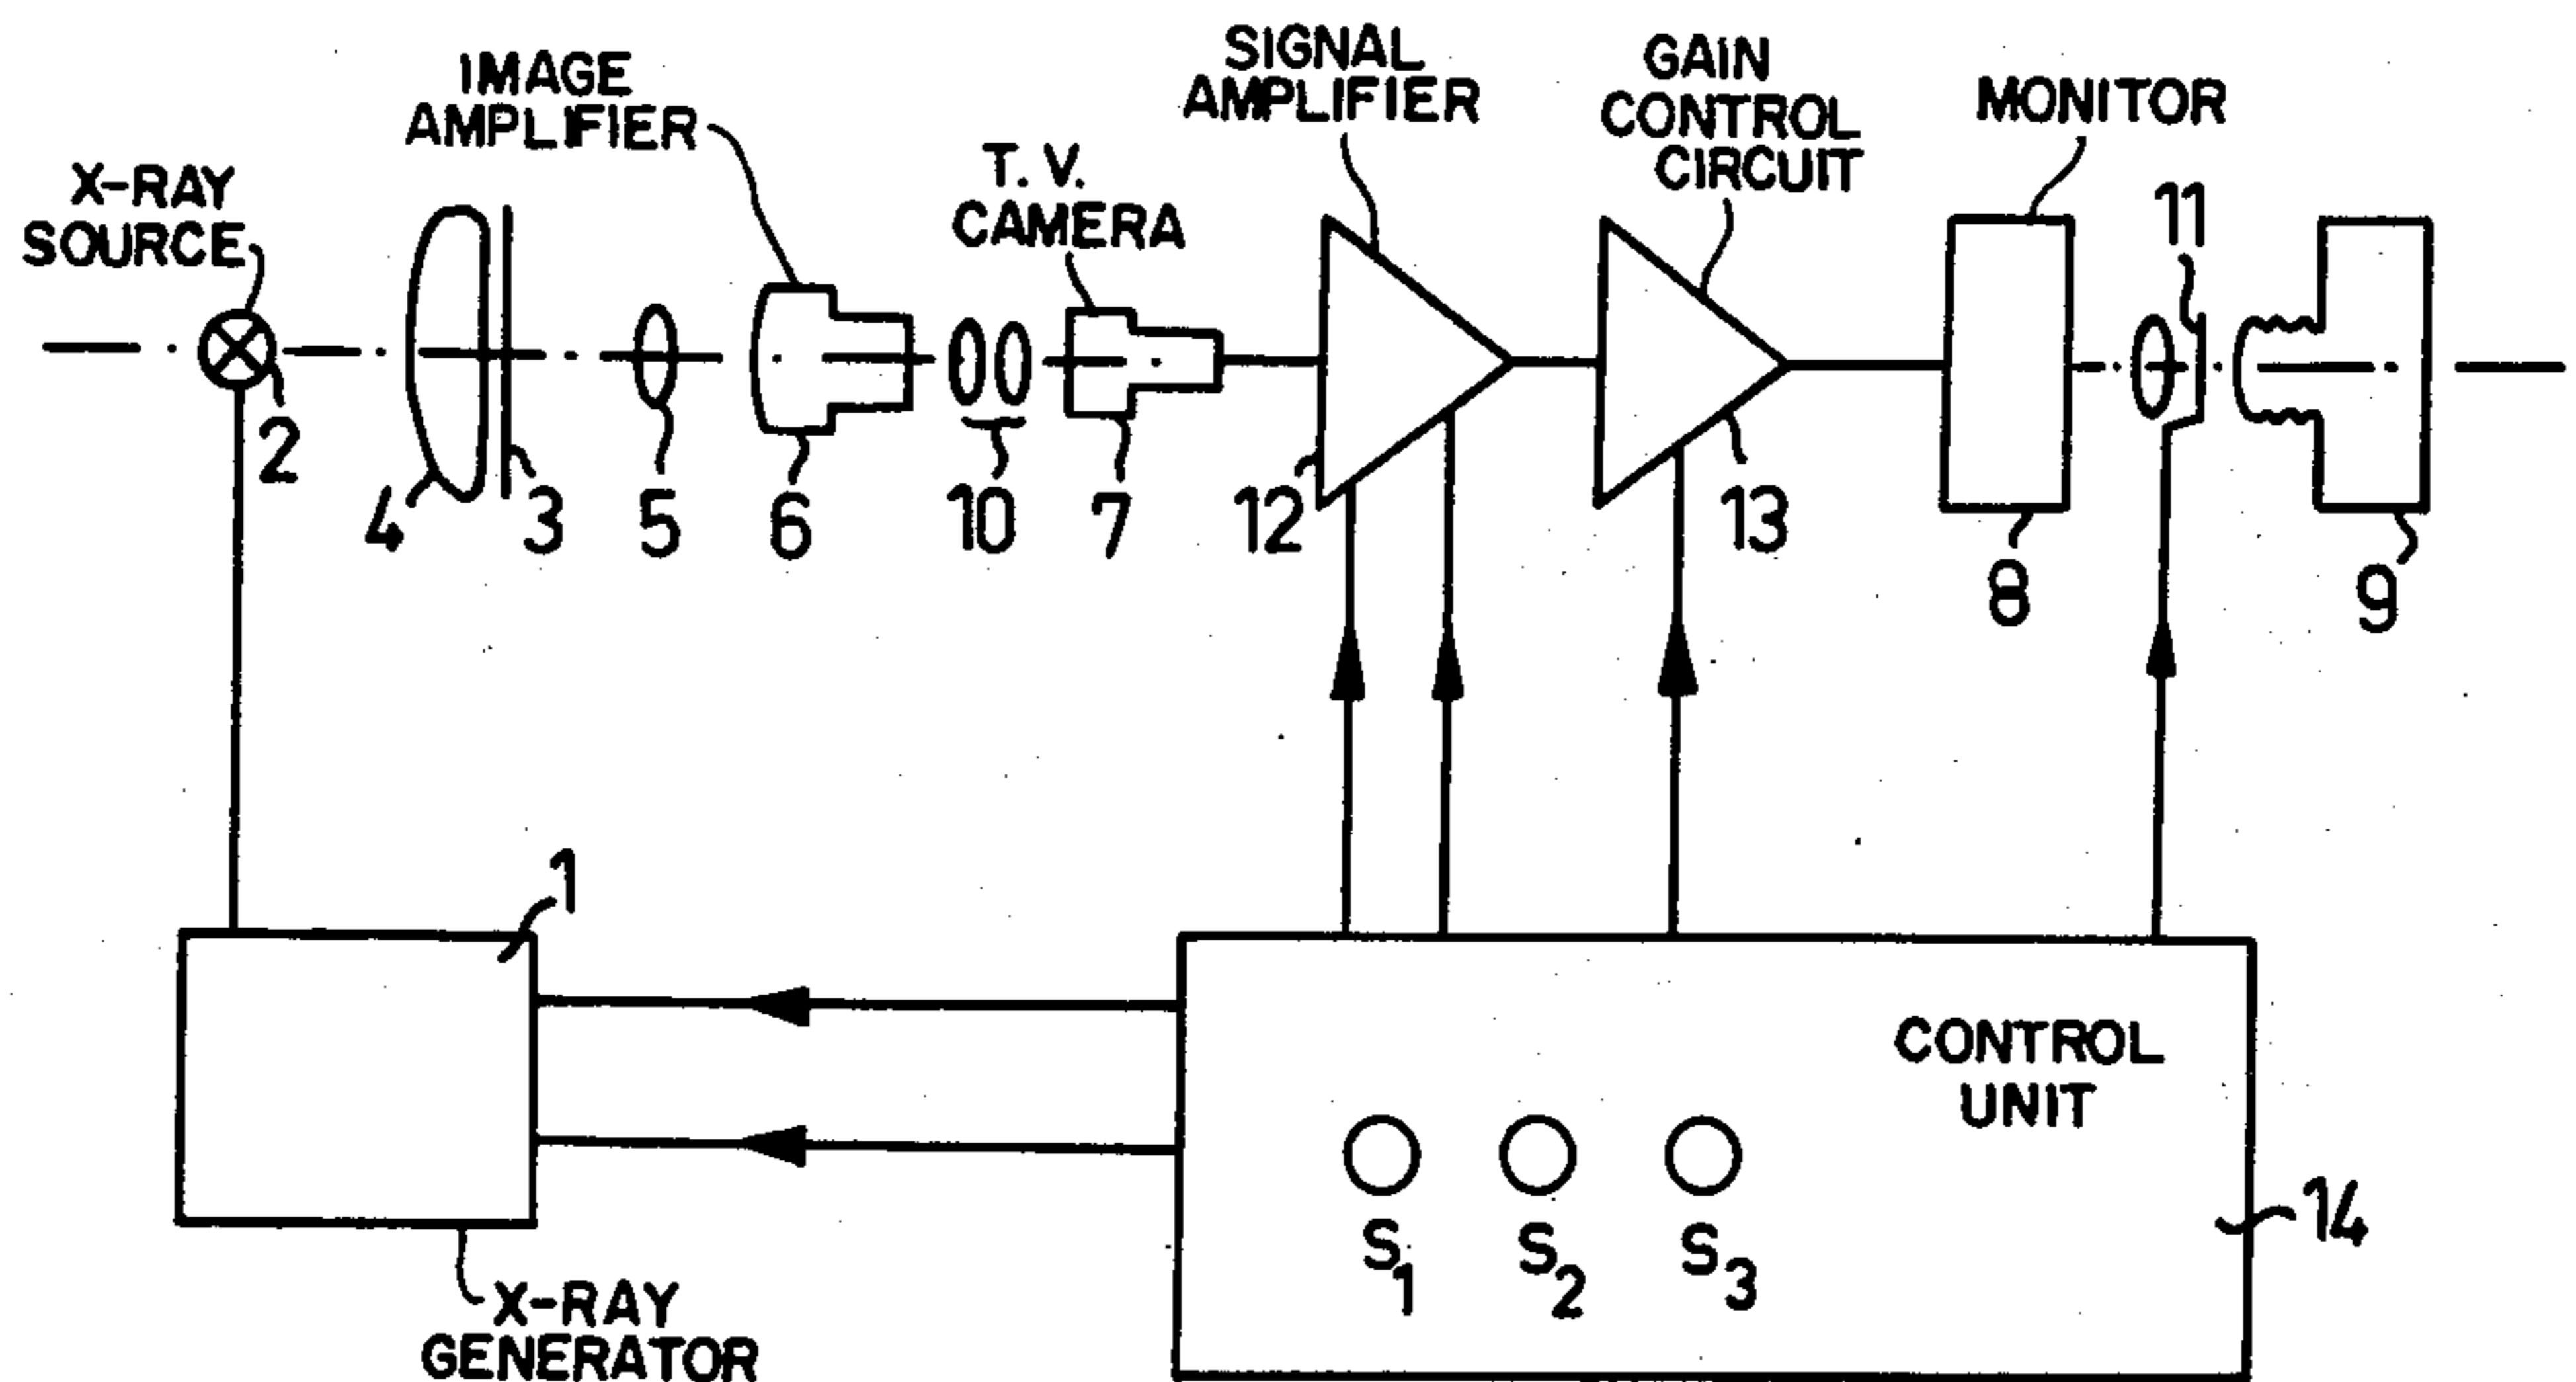 IMAGE
AMPLIFIER
SIGNAL
AMPLIFIER
GAIN
CONTROL
CIRCUIT
MONITOR
X-RAY
SOURCE
T. V.
CAMERA
11
2
4
3
5
6
10
7
12
13
8
9
1
CONTROL
UNIT
S1
S2
S3
14
X-RAY
GENERATOR